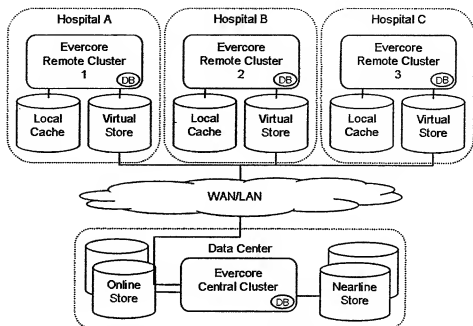 Hospital A
Evercore
Remote Cluster
1
DB
Local
Cache
Virtual
Store
Hospital B
Evercore
Remote Cluster
2
DB
Local
Cache
Virtual
Store
Hospital C
Evercore
Remote Cluster
3
DB
Local
Cache
Virtual
Store
WAN/LAN
Data Center
Online
Store
Evercore
Central Cluster
DB
Nearline
Store